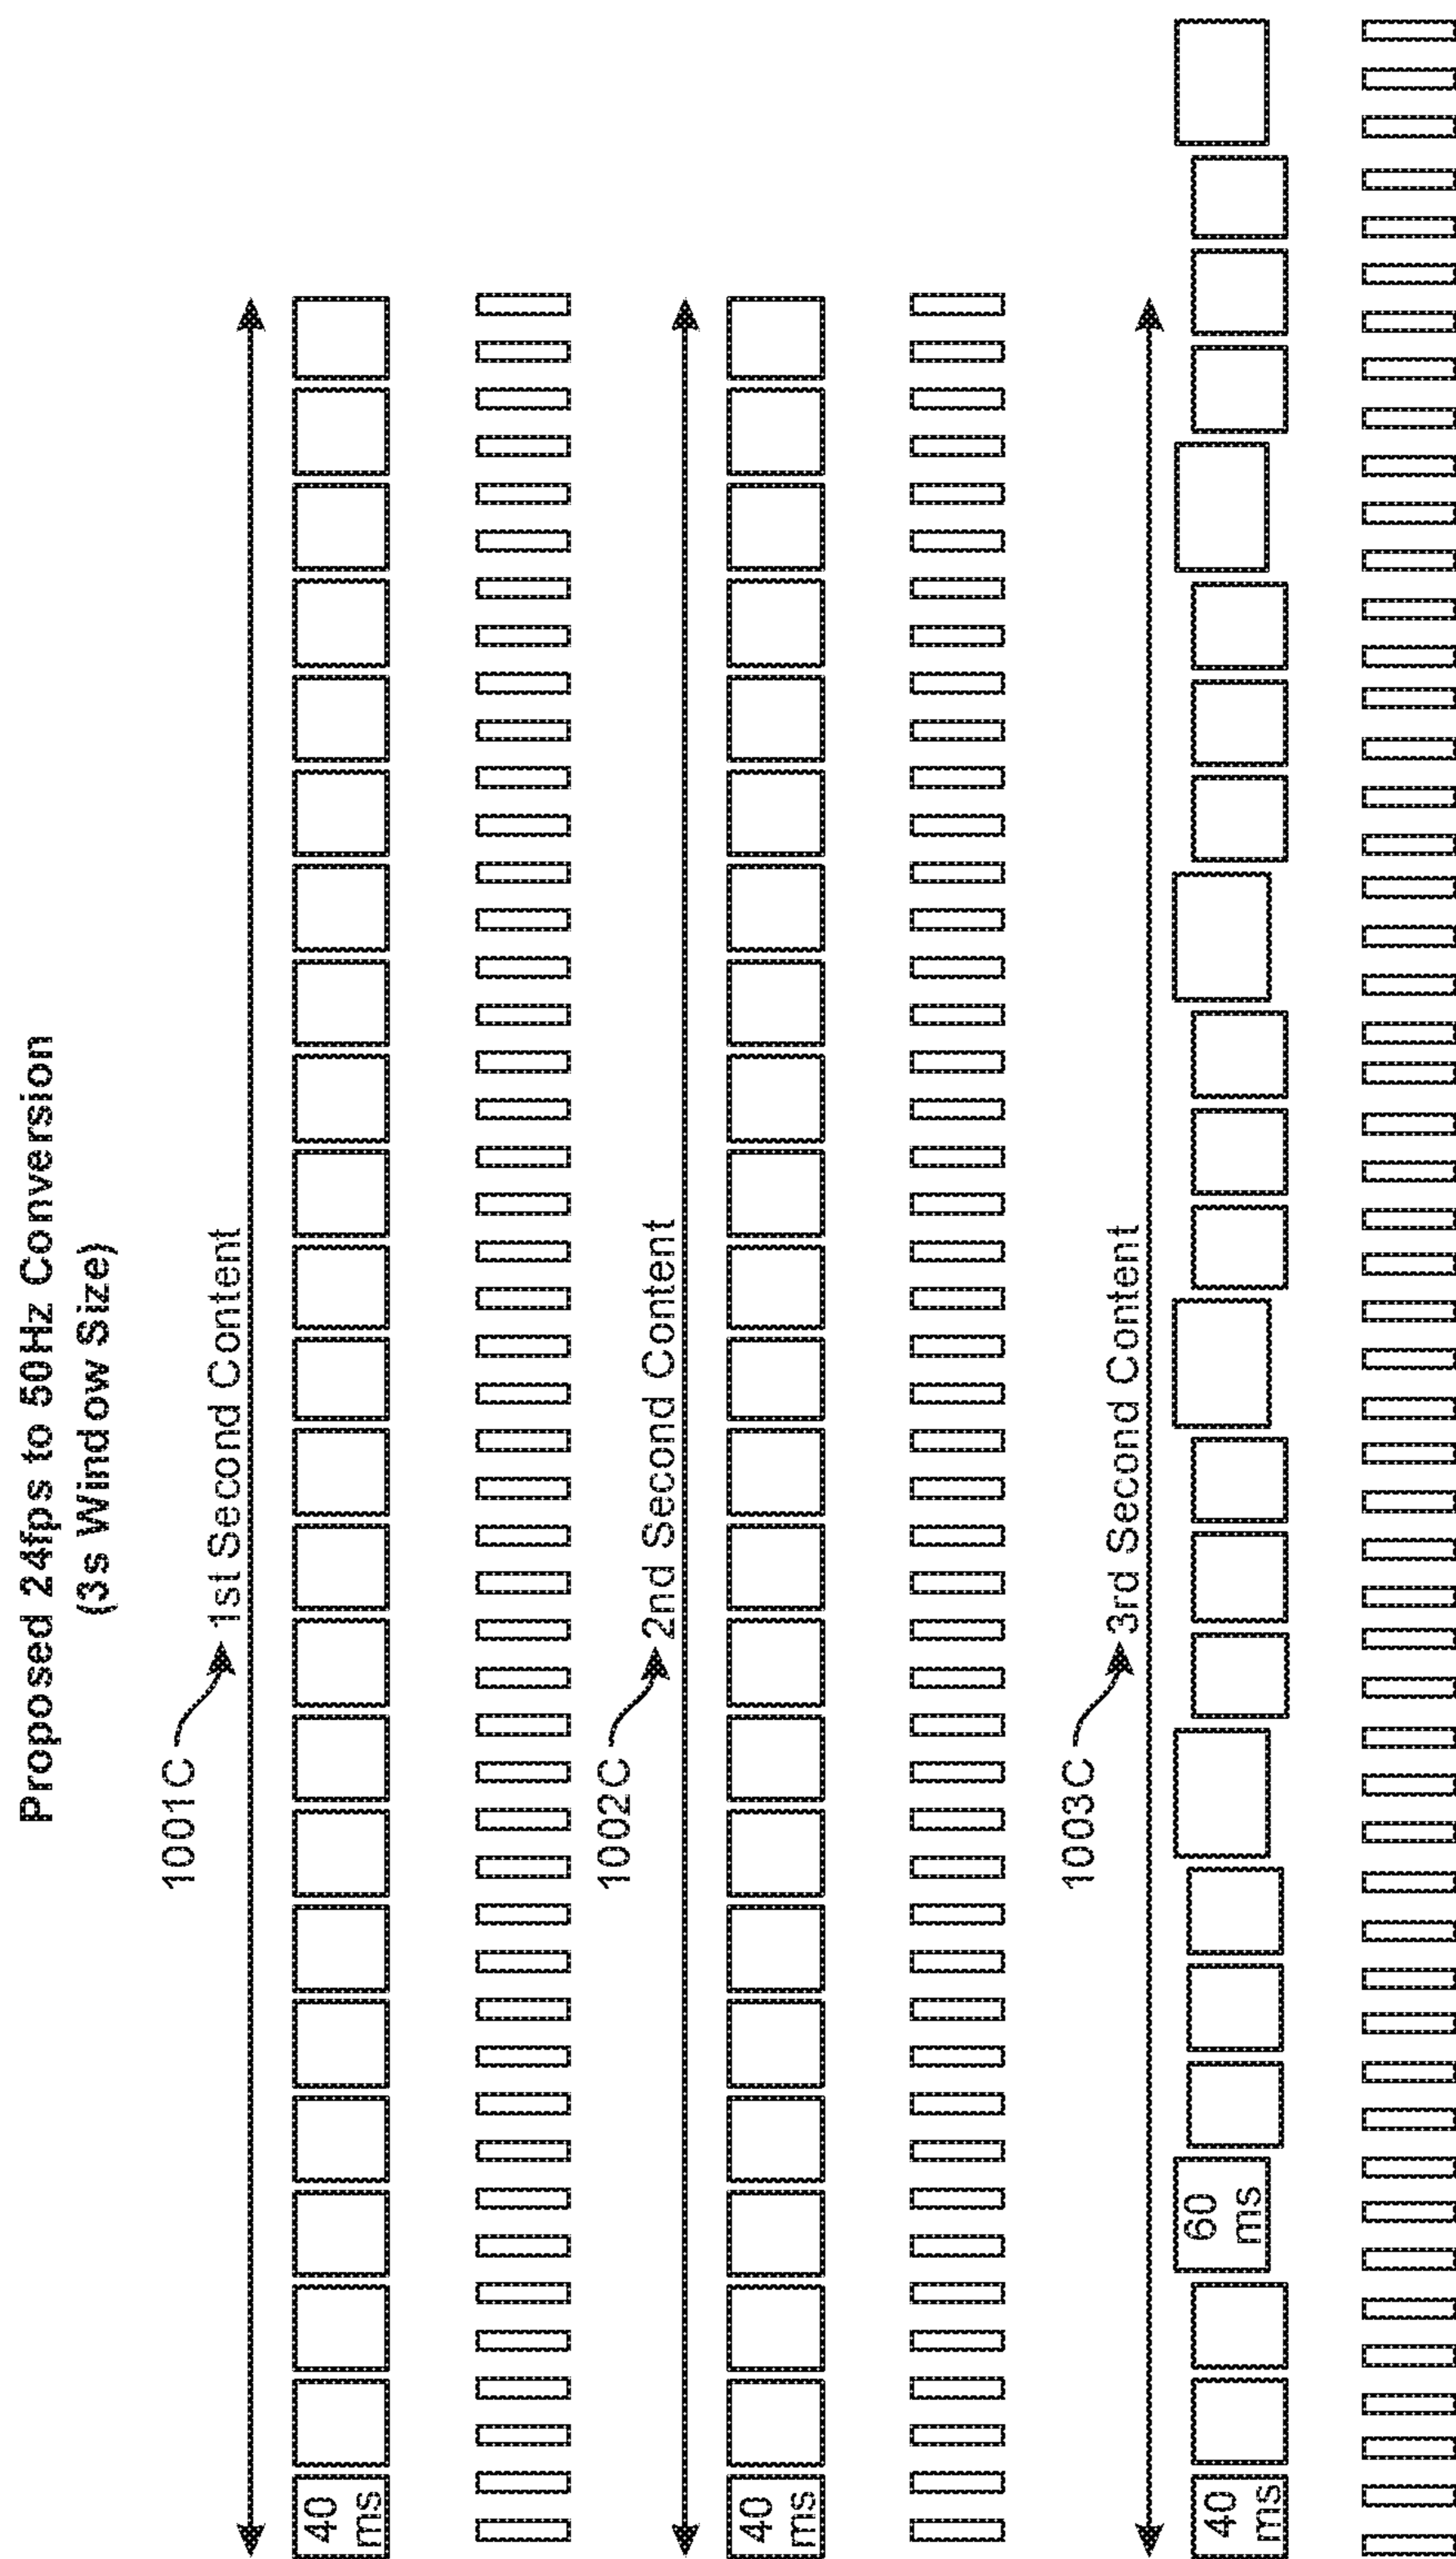 Proposed 24fps to 50Hz Conversion
(3s Window Size)
1001C
1st Second Content
40
ms
1002C
2nd Second Content
40
ms
1003C
3rd Second Content
40
ms
60
ms